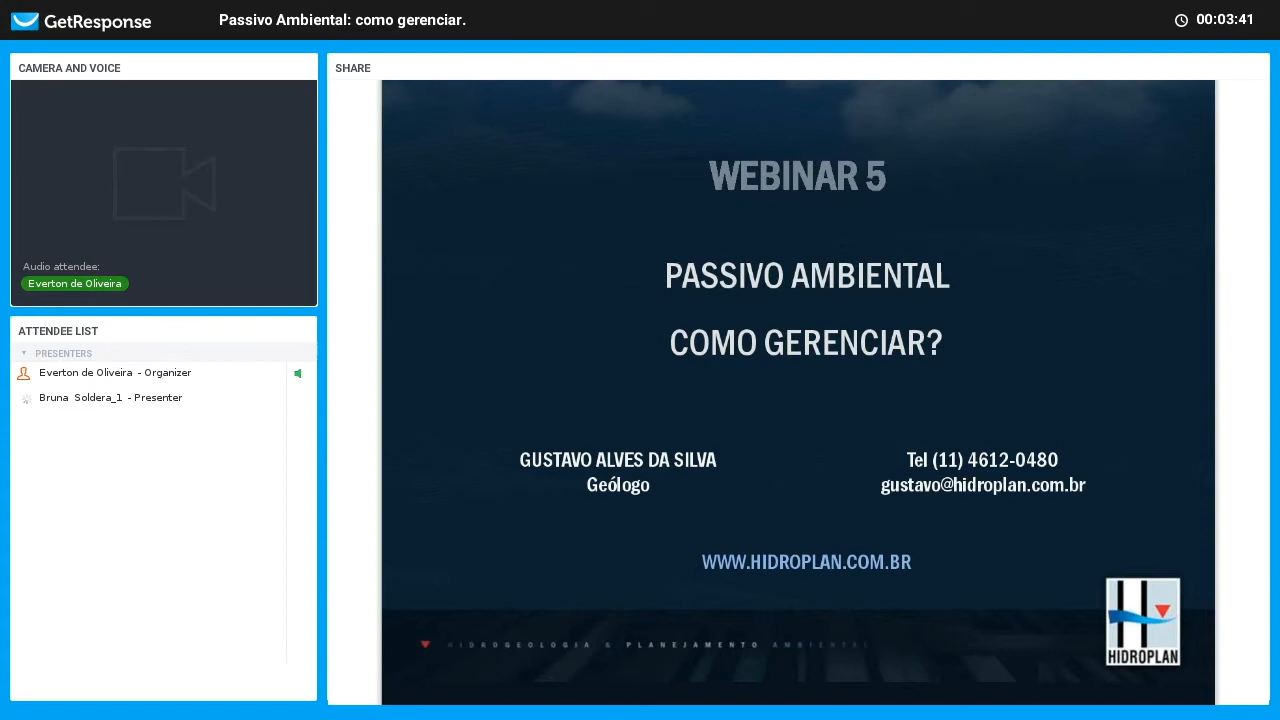 GetResponse
Passivo Ambiental: como gerenciar.
00:03:41
CAMERA AND VOICE
Audio attendee:
Everton de Oliveira
ATTENDEE LIST
PRESENTERS
Everton de Oliveira - Organizer
Bruna Soldera_1 - Presenter
SHARE
WEBINAR 5
PASSIVO AMBIENTAL
COMO GERENCIAR?
GUSTAVO ALVES DA SILVA
Geólogo
Tel (11) 4612-0480
gustavo@hidroplan.com.br
WWW.HIDROPLAN.COM.BR
HIDROGEOLOGIA & PLANEJAMENTO AMBIENTAL
HIDROPLAN